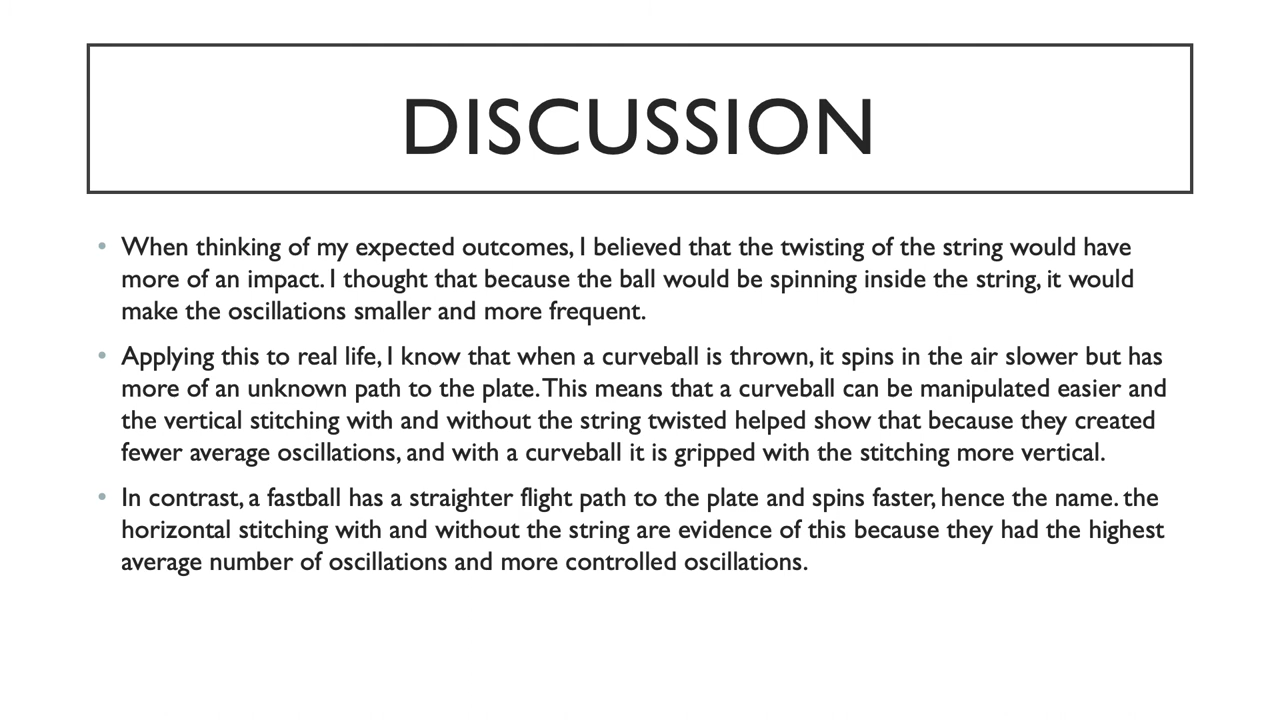 DISCUSSION
• When thinking of my expected outcomes, I believed that the twisting of the string would have
more of an impact. I thought that because the ball would be spinning inside the string, it would
make the oscillations smaller and more frequent.
• Applying this to real life, I know that when a curveball is thrown, it spins in the air slower but has
more of an unknown path to the plate. This means that a curveball can be manipulated easier and
the vertical stitching with and without the string twisted helped show that because they created
fewer average oscillations, and with a curveball it is gripped with the stitching more vertical.
• In contrast, a fastball has a straighter flight path to the plate and spins faster, hence the name. the
horizontal stitching with and without the string are evidence of this because they had the highest
average number of oscillations and more controlled oscillations.